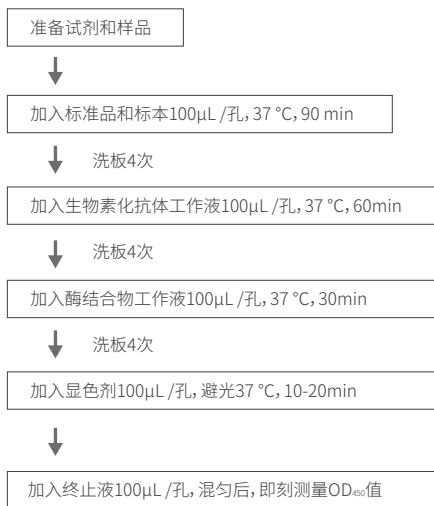 准备试剂和样品
加入标准品和标本100μL /孔，37 °C，90 min
洗板4次
加入生物素化抗体工作液100μL /孔，37 °C，60min
洗板4次
加入酶结合物工作液100μL /孔，37 °C，30min
洗板4次
加入显色剂100μL /孔，避光37 °C，10-20min
加入终止液100μL /孔，混匀后，即刻测量OD₄₅₀值